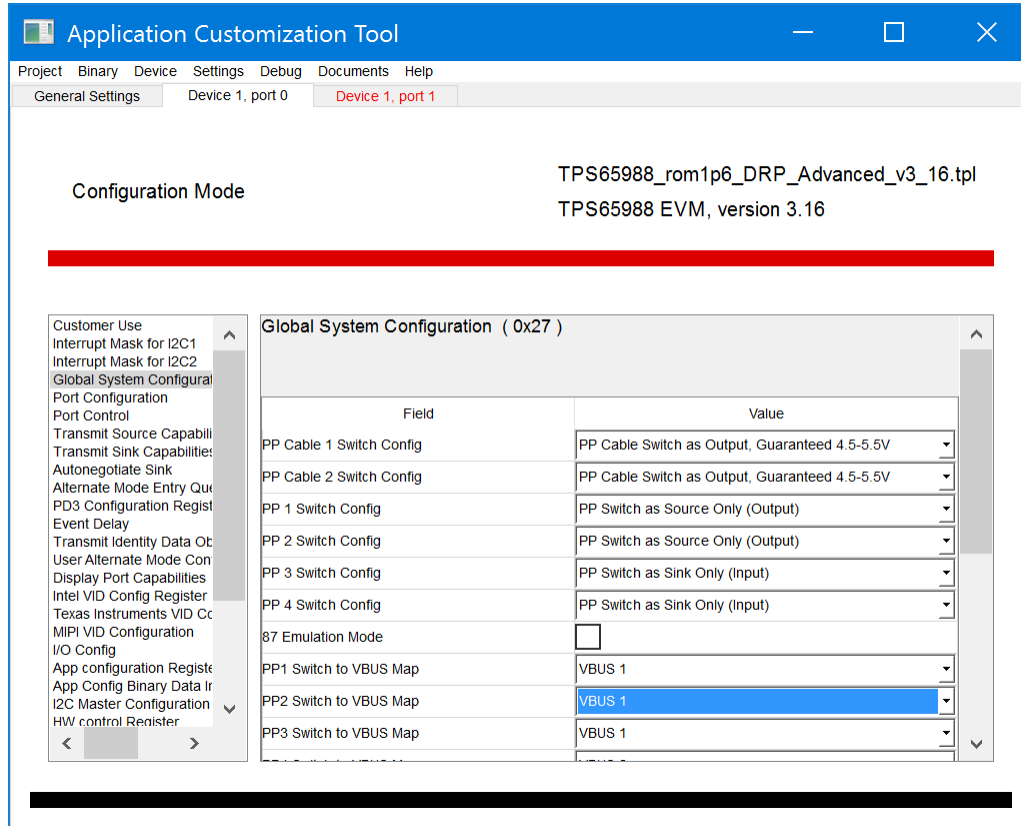 Application Customization Tool
Project Binary Device Settings Debug Documents Help
General Settings Device 1, port 0 Device 1, port 1
Configuration Mode
TPS65988_rom1p6_DRP_Advanced_v3_16.tpl
TPS65988 EVM, version 3.16
Customer Use
Interrupt Mask for I2C1
Interrupt Mask for I2C2
Global System Configurat
Port Configuration
Port Control
Transmit Source Capabili
Transmit Sink Capabilities
Autonegotiate Sink
Alternate Mode Entry Que
PD3 Configuration Regist
Event Delay
Transmit Identity Data Ob
User Alternate Mode Con
Display Port Capabilities
Intel VID Config Register
Texas Instruments VID Co
MIPI VID Configuration
I/O Config
App configuration Registe
App Config Binary Data In
I2C Master Configuration
HW control Register
Global System Configuration ( 0x27 )
Field Value
PP Cable 1 Switch Config PP Cable Switch as Output, Guaranteed 4.5-5.5V
PP Cable 2 Switch Config PP Cable Switch as Output, Guaranteed 4.5-5.5V
PP 1 Switch Config PP Switch as Source Only (Output)
PP 2 Switch Config PP Switch as Source Only (Output)
PP 3 Switch Config PP Switch as Sink Only (Input)
PP 4 Switch Config PP Switch as Sink Only (Input)
87 Emulation Mode
PP1 Switch to VBUS Map VBUS 1
PP2 Switch to VBUS Map VBUS 1
PP3 Switch to VBUS Map VBUS 1